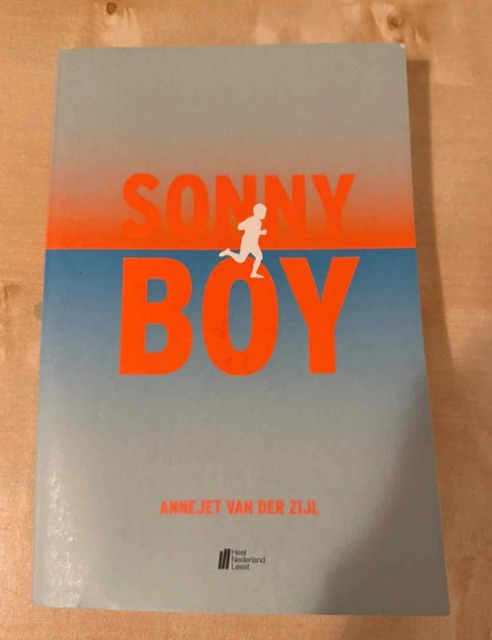 SONNY
BOY
ANNEJET VAN DER ZIJL
Heel
Nederland
Leest